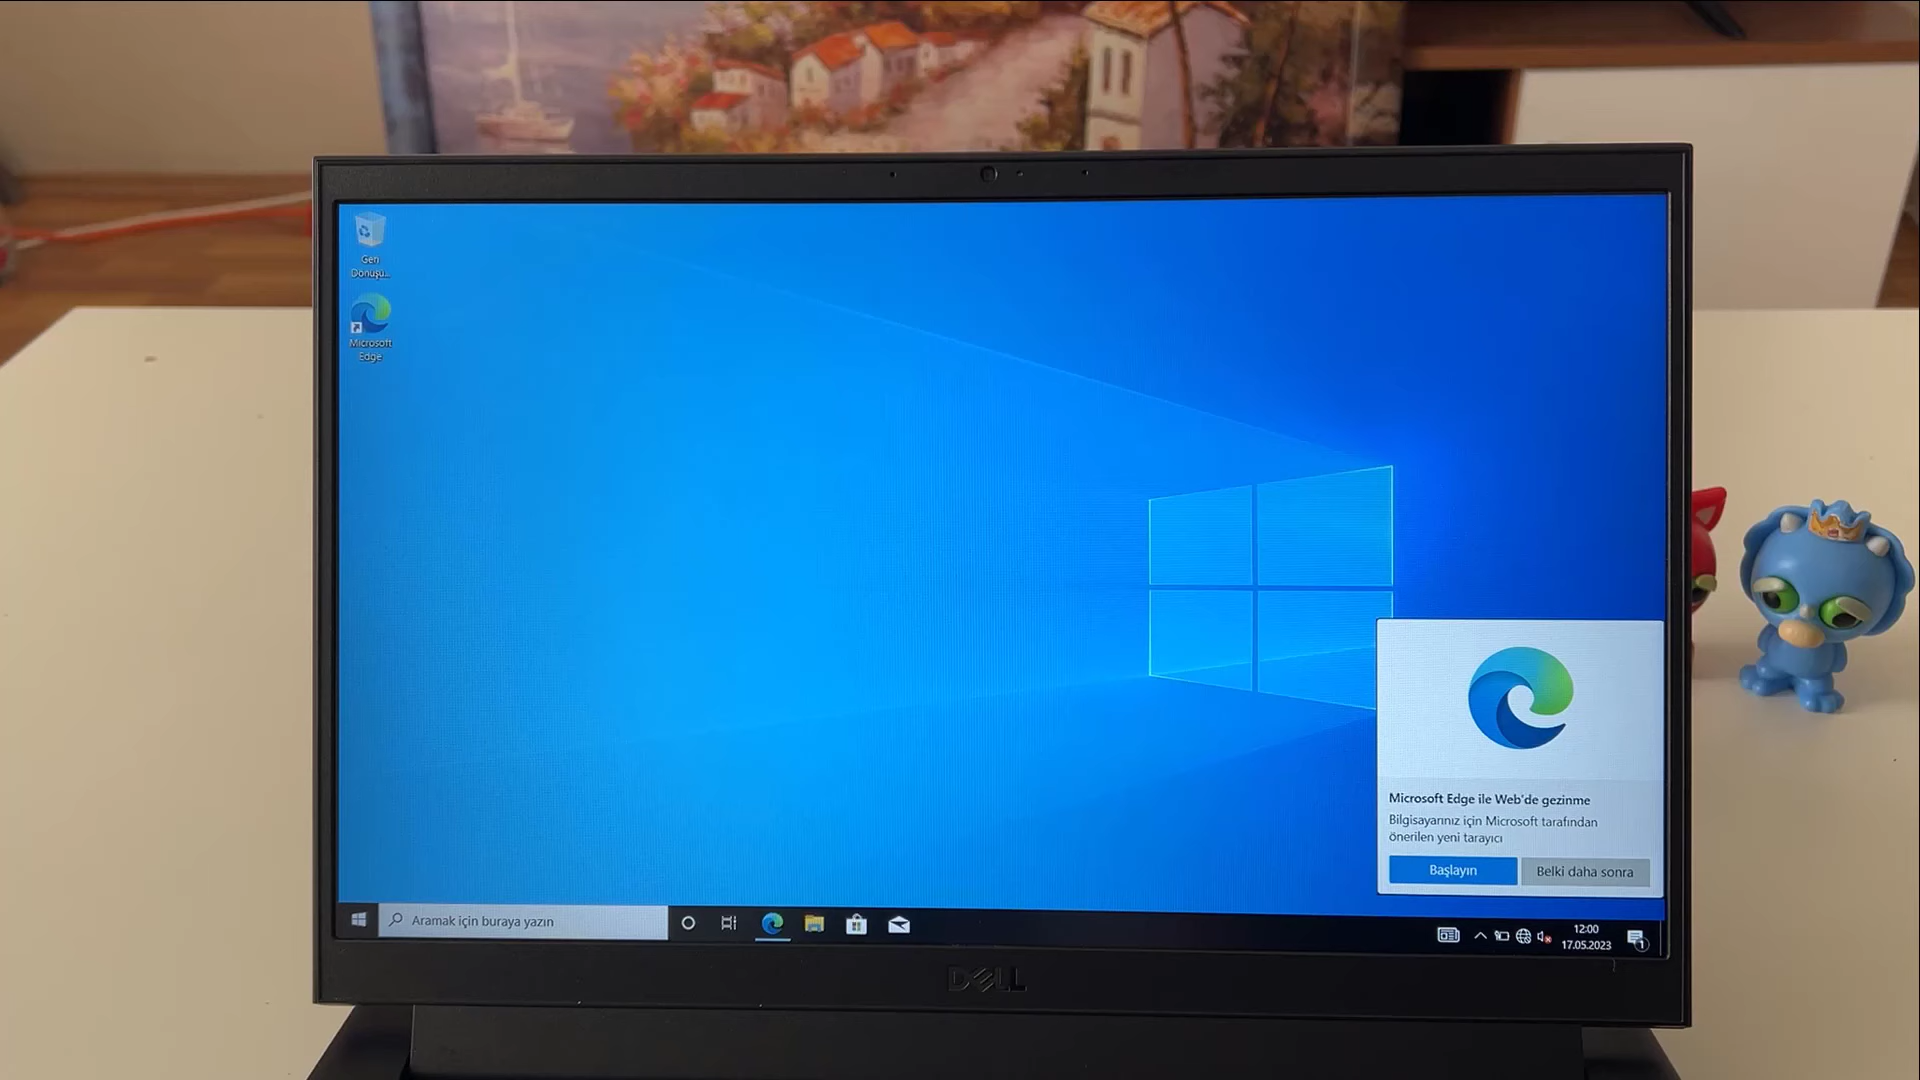 Geri
Dönüşü...
Microsoft
Edge
Microsoft Edge ile Web'de gezinme
Bilgisayarınız için Microsoft tarafından
önerilen yeni tarayıcı
Başlayın
Belki daha sonra
Aramak için buraya yazın
12:00
17.05.2023
1
DELL